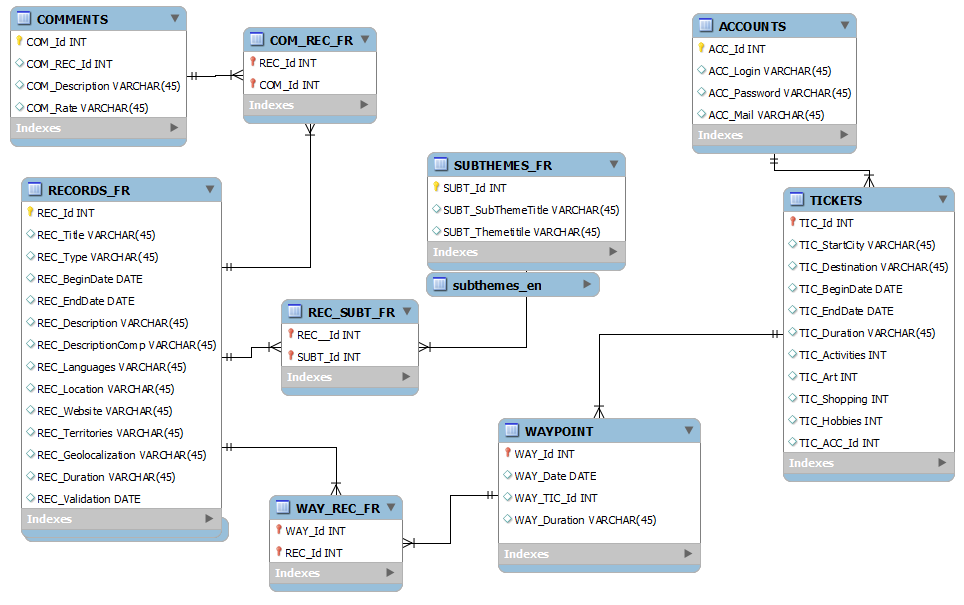 COMMENTS
COM_Id INT
COM_REC_Id INT
COM_Description VARCHAR(45)
COM_Rate VARCHAR(45)
Indexes
COM_REC_FR
REC_Id INT
COM_Id INT
Indexes
ACCOUNTS
ACC_Id INT
ACC_Login VARCHAR(45)
ACC_Password VARCHAR(45)
ACC_Mail VARCHAR(45)
Indexes
RECORDS_FR
REC_Id INT
REC_Title VARCHAR(45)
REC_Type VARCHAR(45)
REC_BeginDate DATE
REC_EndDate DATE
REC_Description VARCHAR(45)
REC_DescriptionComp VARCHAR(45)
REC_Languages VARCHAR(45)
REC_Location VARCHAR(45)
REC_Website VARCHAR(45)
REC_Territories VARCHAR(45)
REC_Geolocalization VARCHAR(45)
REC_Duration VARCHAR(45)
REC_Validation DATE
Indexes
SUBTHEMES_FR
SUBT_Id INT
SUBT_SubThemeTitle VARCHAR(45)
SUBT_Themetitile VARCHAR(45)
Indexes
subthemes_en
REC_SUBT_FR
REC__Id INT
SUBT_Id INT
Indexes
TICKETS
TIC_Id INT
TIC_StartCity VARCHAR(45)
TIC_Destination VARCHAR(45)
TIC_BeginDate DATE
TIC_EndDate DATE
TIC_Duration VARCHAR(45)
TIC_Activities INT
TIC_Art INT
TIC_Shopping INT
TIC_Hobbies INT
TIC_ACC_Id INT
Indexes
WAYPOINT
WAY_Id INT
WAY_Date DATE
WAY_TIC_Id INT
WAY_Duration VARCHAR(45)
Indexes
WAY_REC_FR
WAY_Id INT
REC_Id INT
Indexes